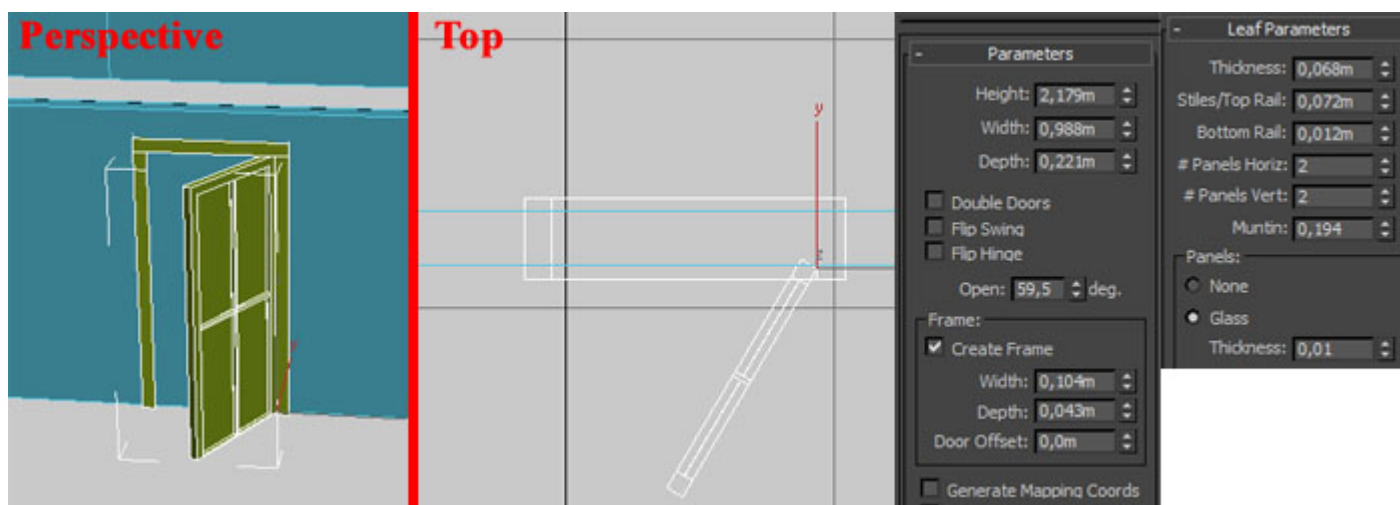 Perspective
Top
y
z
- Parameters
Height: 2,179m
Width: 0,988m
Depth: 0,221m
Double Doors
Flip Swing
Flip Hinge
Open: 59,5 deg.
Frame:
Create Frame
Width: 0,104m
Depth: 0,043m
Door Offset: 0,0m
Generate Mapping Coords
- Leaf Parameters
Thickness: 0,068m
Stiles/Top Rail: 0,072m
Bottom Rail: 0,012m
# Panels Horiz: 2
# Panels Vert: 2
Muntin: 0,194
Panels:
None
Glass
Thickness: 0,01